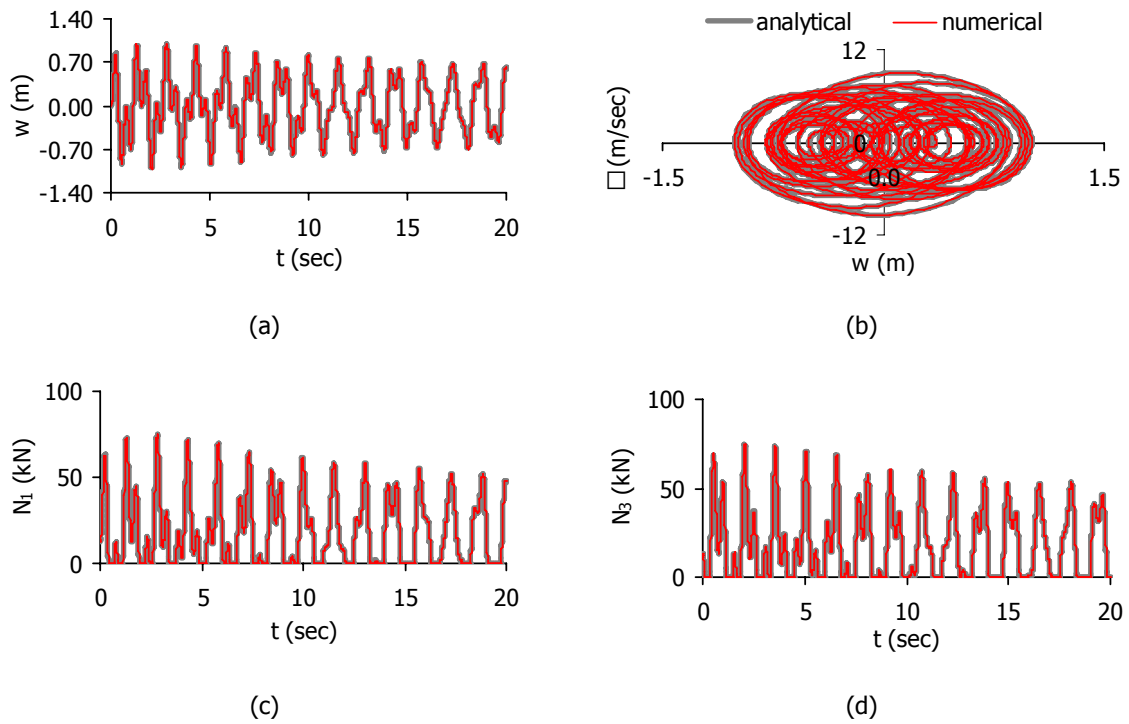 1.40
0.70
0.00
-0.70
-1.40
w (m)
0 5 10 15 20
t (sec)
(a)
analytical numerical
12
0
-12
□ (m/sec)
-1.5 0.0 1.5
w (m)
(b)
100
50
0
N₁ (kN)
0 5 10 15 20
t (sec)
(c)
100
50
0
N₃ (kN)
0 5 10 15 20
t (sec)
(d)